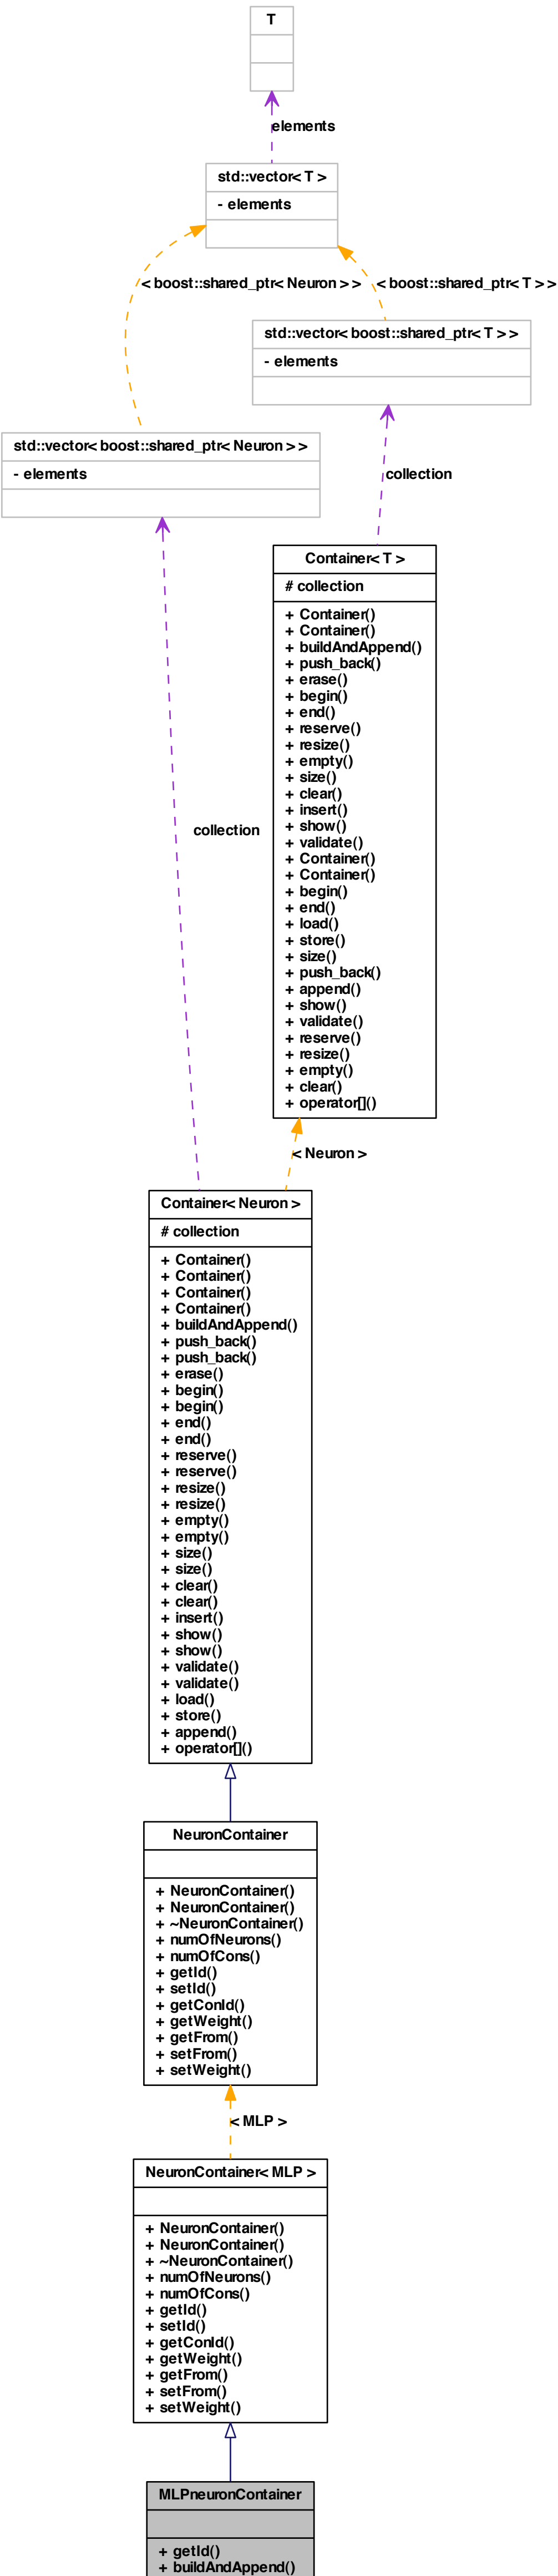 T
elements
std::vector< T >
- elements
< boost::shared_ptr< Neuron > >
< boost::shared_ptr< T > >
std::vector< boost::shared_ptr< T > >
- elements
std::vector< boost::shared_ptr< Neuron > >
- elements
collection
Container< T >
# collection
+ Container()
+ Container()
+ buildAndAppend()
+ push_back()
+ erase()
+ begin()
+ end()
+ reserve()
+ resize()
+ empty()
+ size()
+ clear()
+ insert()
+ show()
+ validate()
+ Container()
+ Container()
+ begin()
+ end()
+ load()
+ store()
+ size()
+ push_back()
+ append()
+ show()
+ validate()
+ reserve()
+ resize()
+ empty()
+ clear()
+ operator[]()
collection
< Neuron >
Container< Neuron >
# collection
+ Container()
+ Container()
+ Container()
+ Container()
+ buildAndAppend()
+ push_back()
+ push_back()
+ erase()
+ begin()
+ begin()
+ end()
+ end()
+ reserve()
+ reserve()
+ resize()
+ resize()
+ empty()
+ empty()
+ size()
+ size()
+ clear()
+ clear()
+ insert()
+ show()
+ show()
+ validate()
+ validate()
+ load()
+ store()
+ append()
+ operator[]()
NeuronContainer
+ NeuronContainer()
+ NeuronContainer()
+ ~NeuronContainer()
+ numOfNeurons()
+ numOfCons()
+ getId()
+ setId()
+ getConId()
+ getWeight()
+ getFrom()
+ setFrom()
+ setWeight()
< MLP >
NeuronContainer< MLP >
+ NeuronContainer()
+ NeuronContainer()
+ ~NeuronContainer()
+ numOfNeurons()
+ numOfCons()
+ getId()
+ setId()
+ getConId()
+ getWeight()
+ getFrom()
+ setFrom()
+ setWeight()
MLPneuronContainer
+ getId()
+ buildAndAppend()